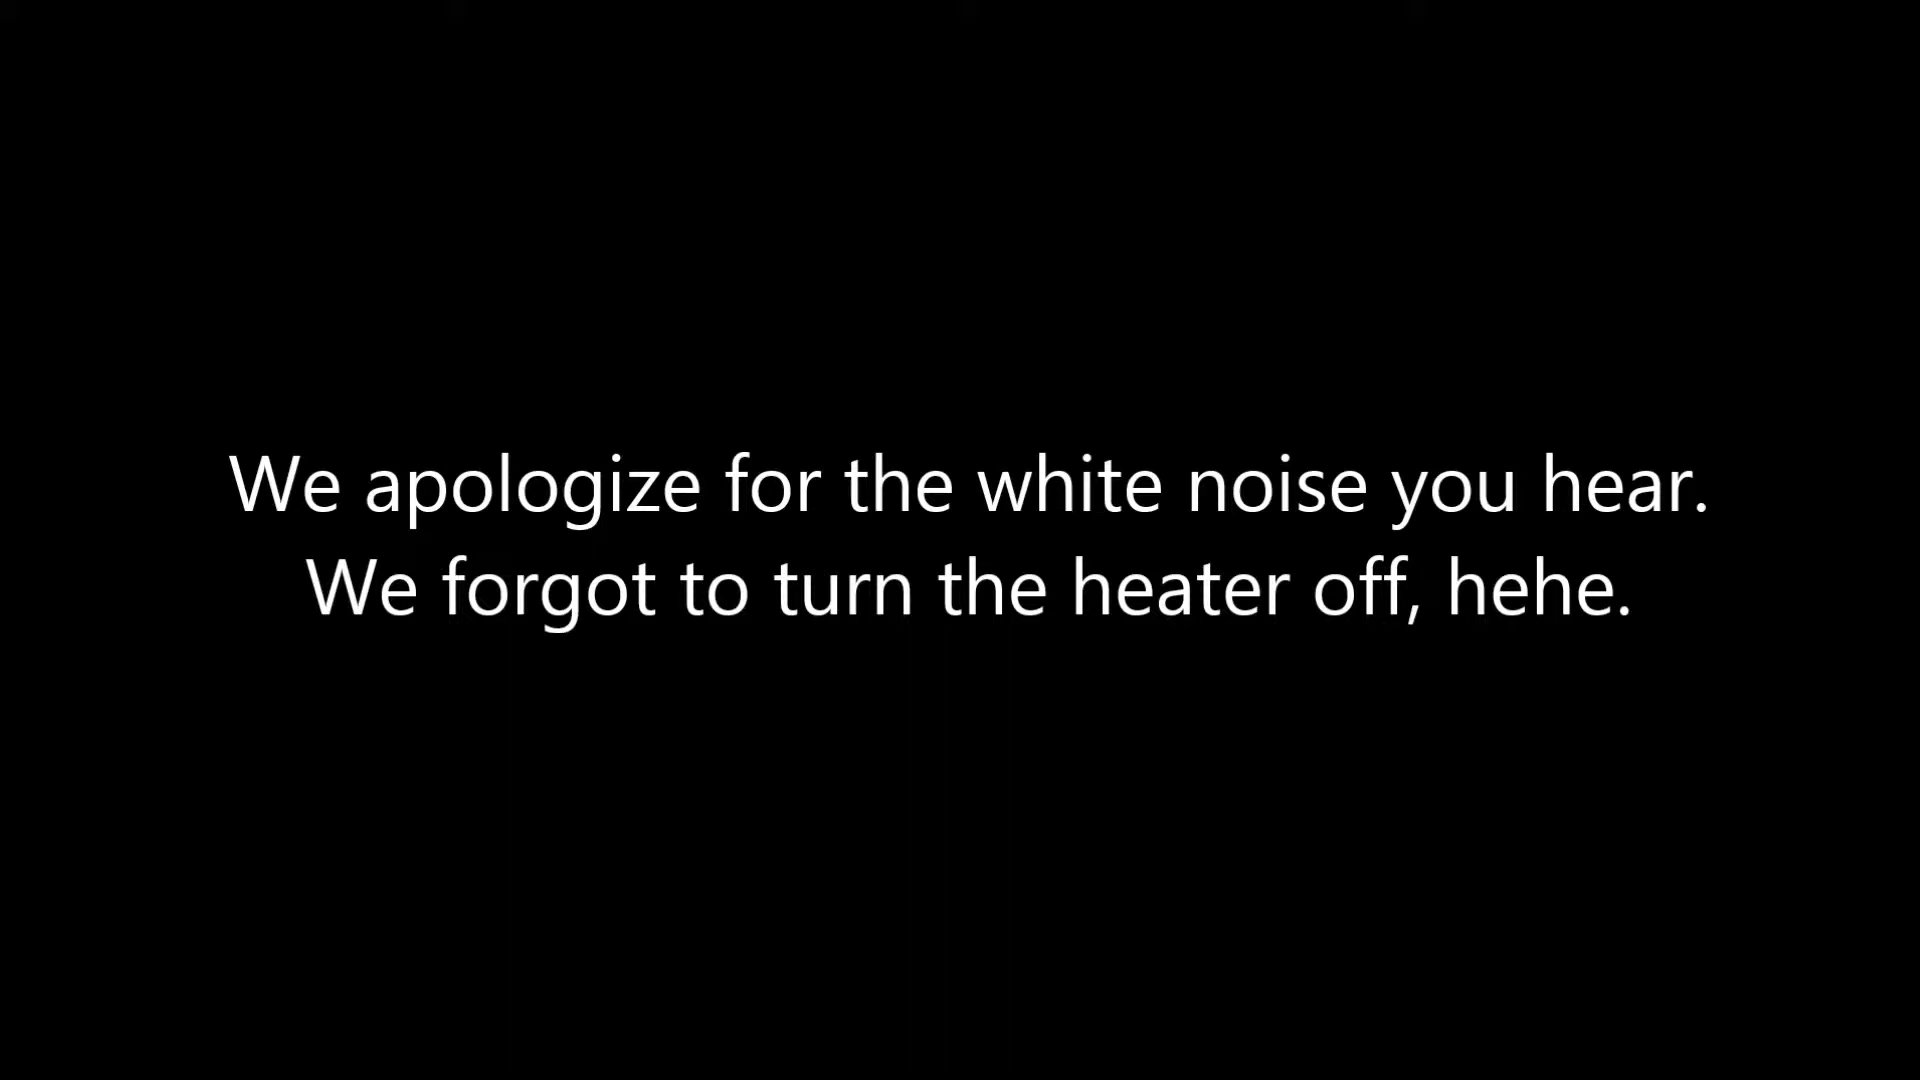 We apologize for the white noise you hear.
We forgot to turn the heater off, hehe.